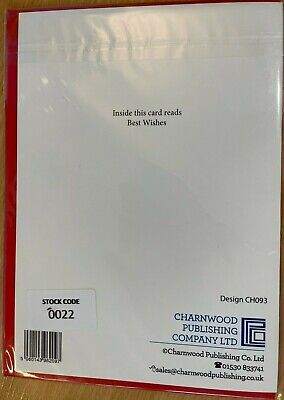 Inside this card reads
Best Wishes
STOCK CODE
0022
Design CH093
CHARNWOOD
PUBLISHING
COMPANY LTD
©Charnwood Publishing Co. Ltd
☎01530 833741
sales@charnwoodpublishing.co.uk